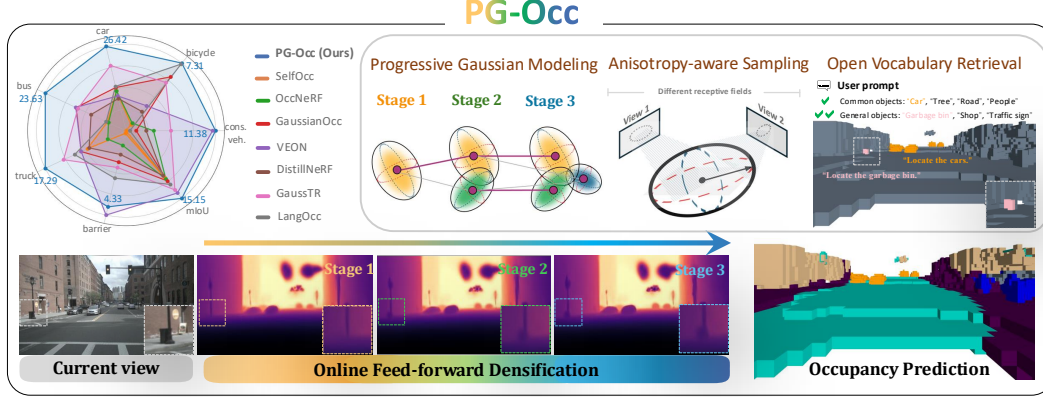 PG-Occ
car
26.42
bicycle
7.31
bus
23.63
cons.
veh.
11.38
truck
17.29
barrier
4.33
mIoU
15.15
PG-Occ (Ours)
SelfOcc
OccNeRF
GaussianOcc
VEON
DistillNeRF
GaussTR
LangOcc
Progressive Gaussian Modeling
Stage 1
Stage 2
Stage 3
Anisotropy-aware Sampling
Different receptive fields
View 1
View 2
Open Vocabulary Retrieval
User prompt
Common objects: "Car", "Tree", "Road", "People"
General objects: "Garbage bin", "Shop", "Traffic sign"
"Locate the cars."
"Locate the garbage bin."
Stage 1
Stage 2
Stage 3
Current view
Online Feed-forward Densification
Occupancy Prediction